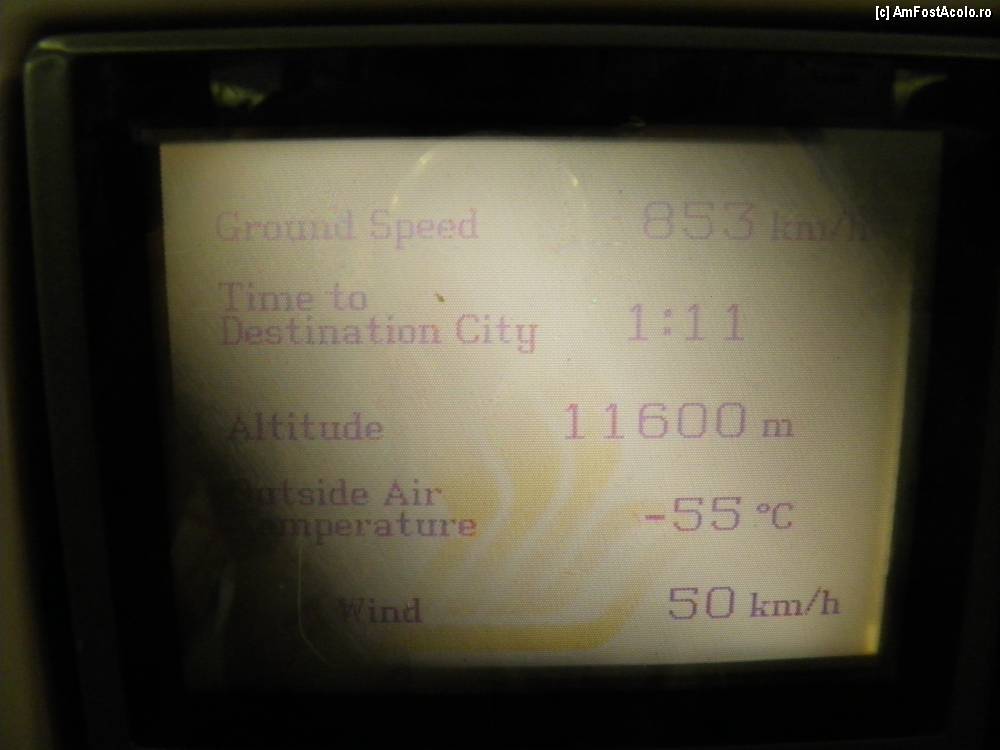 [c] AmFostAcolo.ro
Ground Speed 853 km/h
Time to
Destination City 1:11
Altitude 11600 m
Outside Air
Temperature -55 °C
Wind 50 km/h